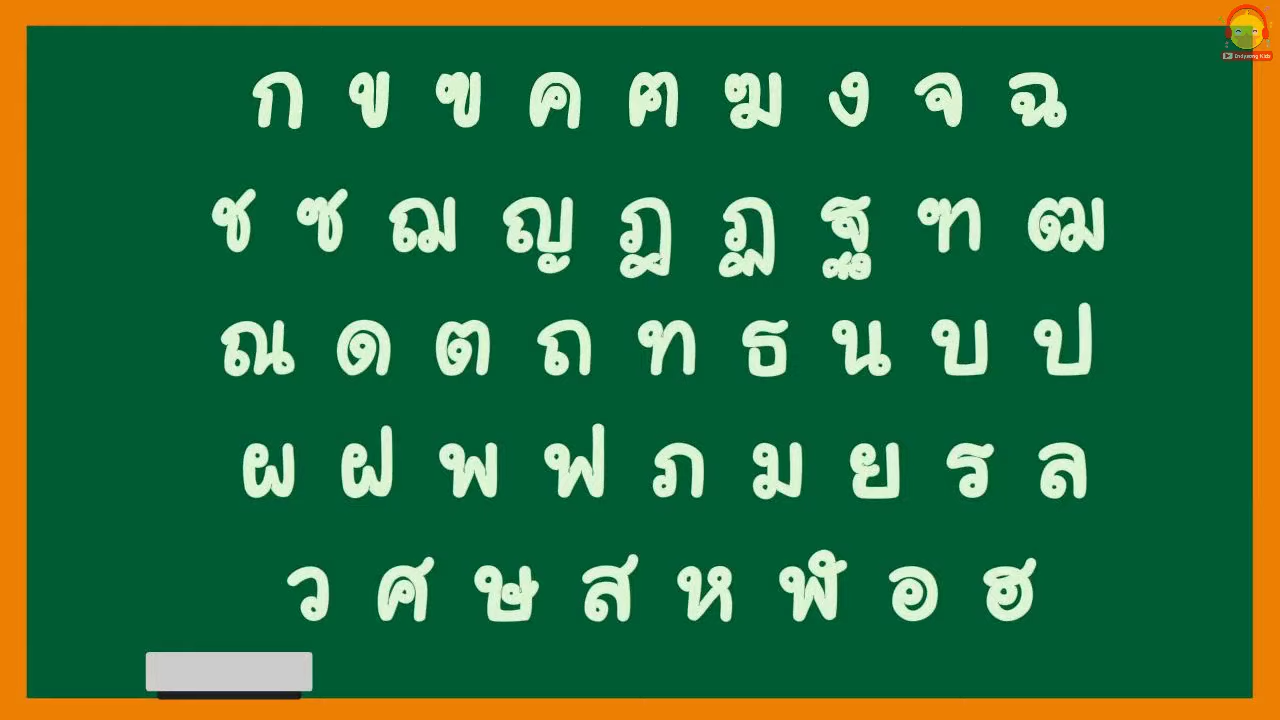 Indysong Kids
ก ข ฃ ค ฅ ฆ ง จ ฉ
ช ซ ฌ ญ ฎ ฏ ฐ ฑ ฒ
ณ ด ต ถ ท ธ น บ ป
ผ ฝ พ ฟ ภ ม ย ร ล
ว ศ ษ ส ห ฬ อ ฮ